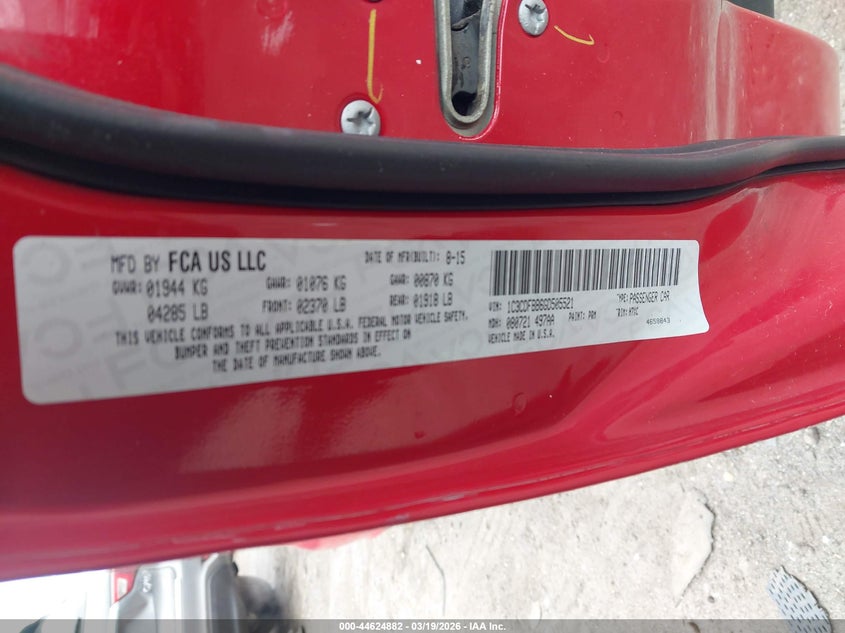 MFD BY FCA US LLC
DATE OF MFR(BUILT): 8-15
GVWR: 01944 KG
GAWR: 01076 KG
GAWR: 00870 KG
04285 LB
FRONT: 02370 LB
REAR: 01918 LB
THIS VEHICLE CONFORMS TO ALL APPLICABLE U.S.A. FEDERAL MOTOR VEHICLE SAFETY,
BUMPER AND THEFT PREVENTION STANDARDS IN EFFECT ON
THE DATE OF MANUFACTURE SHOWN ABOVE.
VIN: 1C3CDFBB6GD505521
TYPE: PASSENGER CAR
MDH: 080721 497AA
PAINT: PRM
VEHICLE MADE IN U.S.A.
4658643
000-44624882 — 03/19/2026 — IAA Inc.